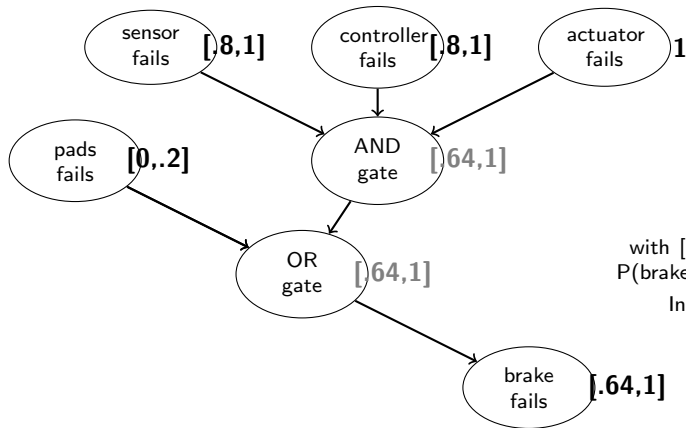 sensor
fails
[.8,1]
controller
fails
[.8,1]
actuator
fails
1
pads
fails
[0,.2]
AND
gate
[.64,1]
OR
gate
[.64,1]
with [
P(brake
In
brake
fails
[.64,1]